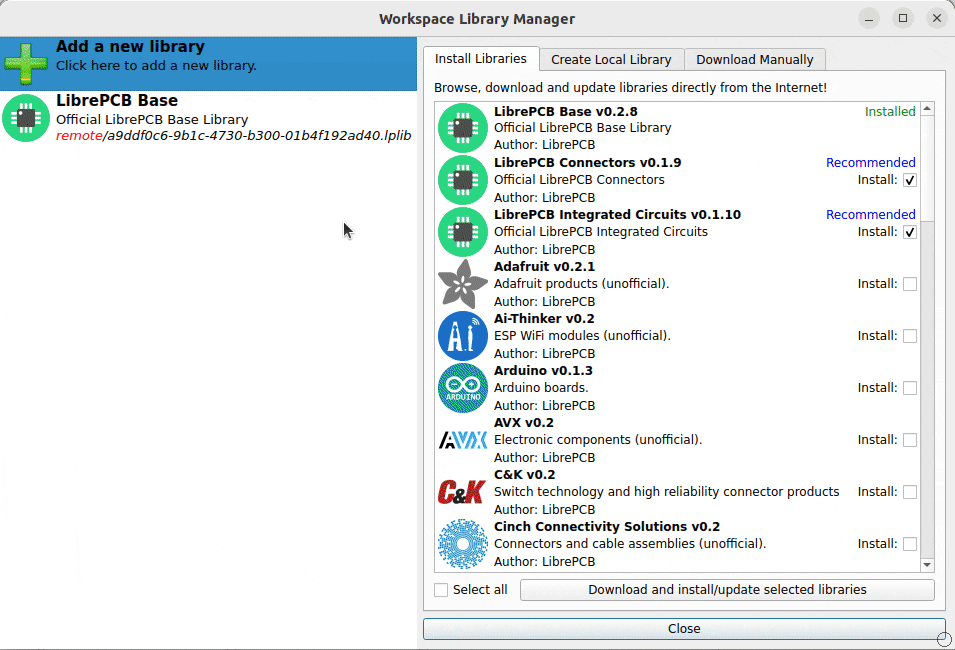 Workspace Library Manager
Add a new library
Click here to add a new library.
LibrePCB Base
Official LibrePCB Base Library
remote/a9ddf0c6-9b1c-4730-b300-01b4f192ad40.lplib
Install Libraries
Create Local Library
Download Manually
Browse, download and update libraries directly from the Internet!
LibrePCB Base v0.2.8 Installed
Official LibrePCB Base Library
Author: LibrePCB
LibrePCB Connectors v0.1.9 Recommended
Official LibrePCB Connectors Install:
Author: LibrePCB
LibrePCB Integrated Circuits v0.1.10 Recommended
Official LibrePCB Integrated Circuits Install:
Author: LibrePCB
Adafruit v0.2.1
Adafruit products (unofficial). Install:
Author: LibrePCB
Ai
Ai-Thinker v0.2
ESP WiFi modules (unofficial). Install:
Author: LibrePCB
ARDUINO
Arduino v0.1.3
Arduino boards. Install:
Author: LibrePCB
AVX
AVX v0.2
Electronic components (unofficial). Install:
Author: LibrePCB
C&K
C&K v0.2
Switch technology and high reliability connector products Install:
Author: LibrePCB
Cinch Connectivity Solutions v0.2
Connectors and cable assemblies (unofficial). Install:
Author: LibrePCB
Select all
Download and install/update selected libraries
Close